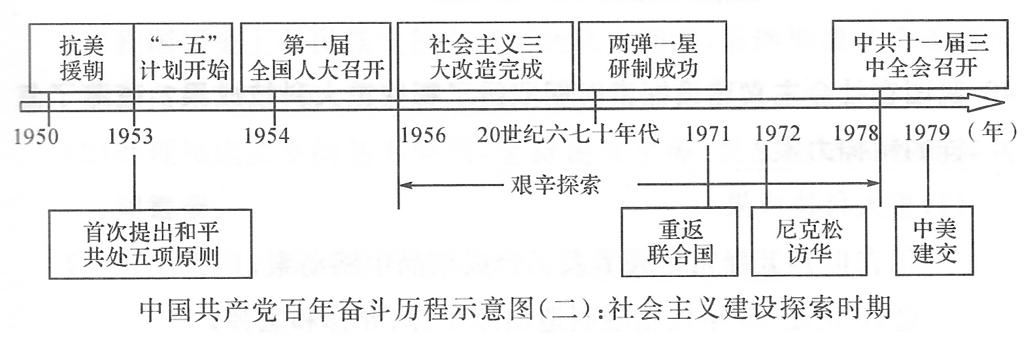 抗美
援朝
“一五”
计划开始
第一届
全国人大召开
社会主义三
大改造完成
两弹一星
研制成功
中共十一届三
中全会召开
1950 1953 1954 1956 20世纪六七十年代 1971 1972 1978 1979 (年)
艰辛探索
首次提出和平
共处五项原则
重返
联合国
尼克松
访华
中美
建交
中国共产党百年奋斗历程示意图(二):社会主义建设探索时期